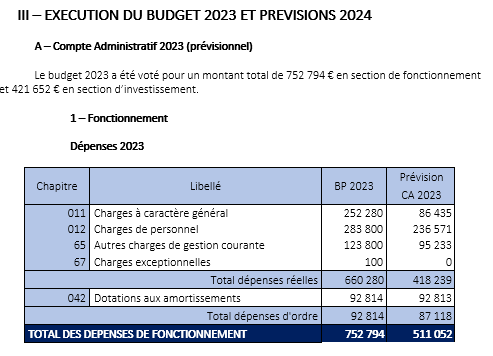 III – EXECUTION DU BUDGET 2023 ET PREVISIONS 2024
A – Compte Administratif 2023 (prévisionnel)
Le budget 2023 a été voté pour un montant total de 752 794 € en section de fonctionnement
et 421 652 € en section d'investissement.
1 – Fonctionnement
Dépenses 2023
Chapitre Libellé BP 2023 Prévision CA 2023
011 Charges à caractère général 252 280 86 435
012 Charges de personnel 283 800 236 571
65 Autres charges de gestion courante 123 800 95 233
67 Charges exceptionnelles 100 0
Total dépenses réelles 660 280 418 239
042 Dotations aux amortissements 92 814 92 813
Total dépenses d'ordre 92 814 87 118
TOTAL DES DEPENSES DE FONCTIONNEMENT 752 794 511 052